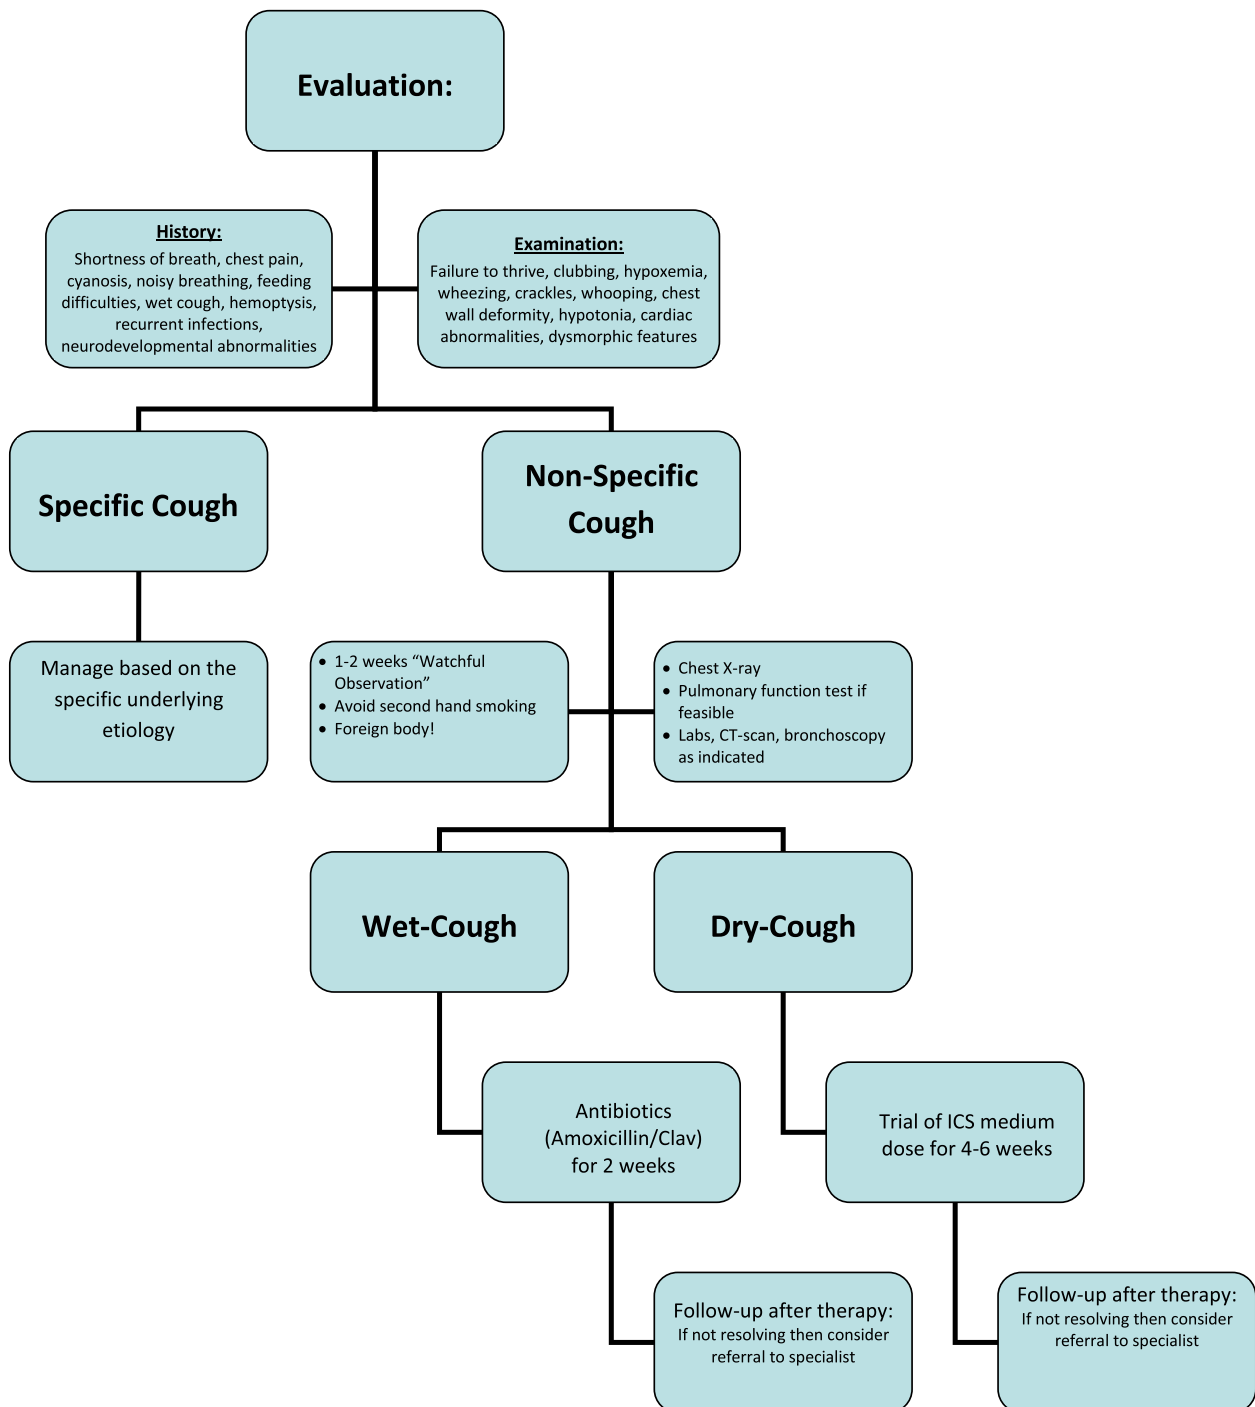 Evaluation:
History:
Shortness of breath, chest pain,
cyanosis, noisy breathing, feeding
difficulties, wet cough, hemoptysis,
recurrent infections,
neurodevelopmental abnormalities
Examination:
Failure to thrive, clubbing, hypoxemia,
wheezing, crackles, whooping, chest
wall deformity, hypotonia, cardiac
abnormalities, dysmorphic features
Specific Cough
Non-Specific
Cough
Manage based on the
specific underlying
etiology
• 1-2 weeks “Watchful
Observation”
• Avoid second hand smoking
• Foreign body!
• Chest X-ray
• Pulmonary function test if
feasible
• Labs, CT-scan, bronchoscopy
as indicated
Wet-Cough
Dry-Cough
Antibiotics
(Amoxicillin/Clav)
for 2 weeks
Trial of ICS medium
dose for 4-6 weeks
Follow-up after therapy:
If not resolving then consider
referral to specialist
Follow-up after therapy:
If not resolving then consider
referral to specialist